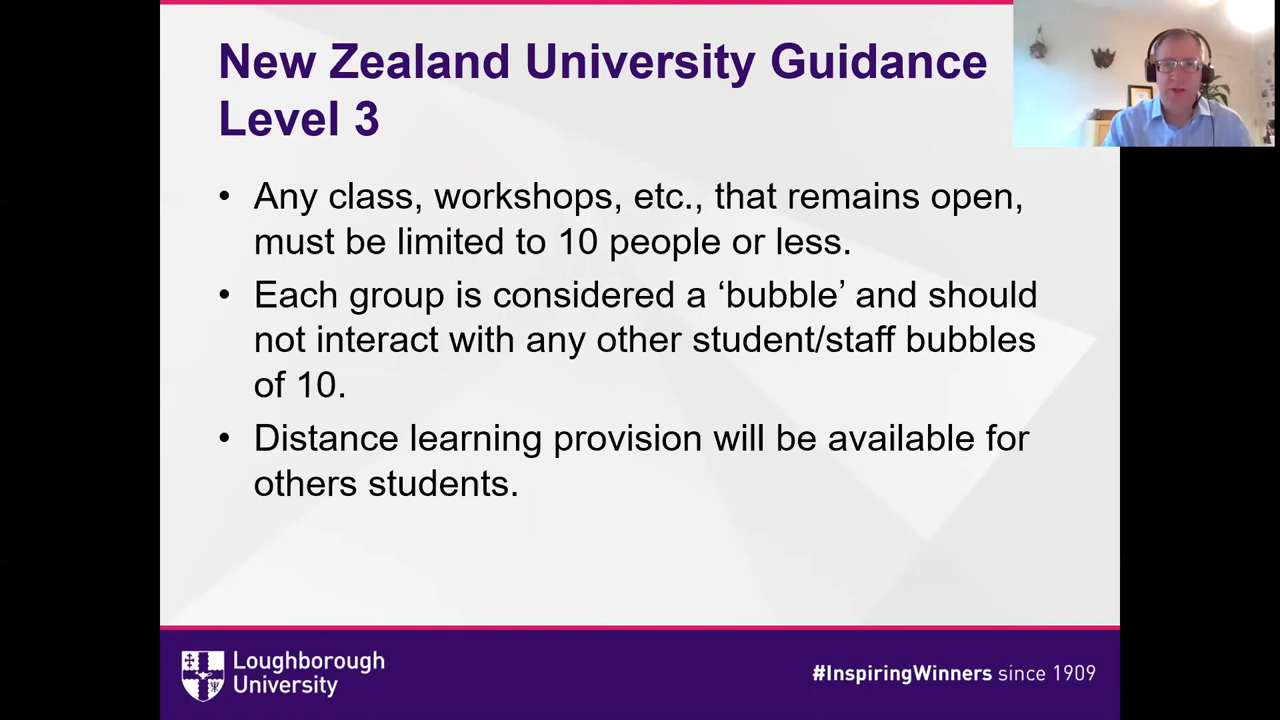 New Zealand University Guidance
Level 3
• Any class, workshops, etc., that remains open,
must be limited to 10 people or less.
• Each group is considered a ‘bubble’ and should
not interact with any other student/staff bubbles
of 10.
• Distance learning provision will be available for
others students.
Loughborough
University
#InspiringWinners since 1909